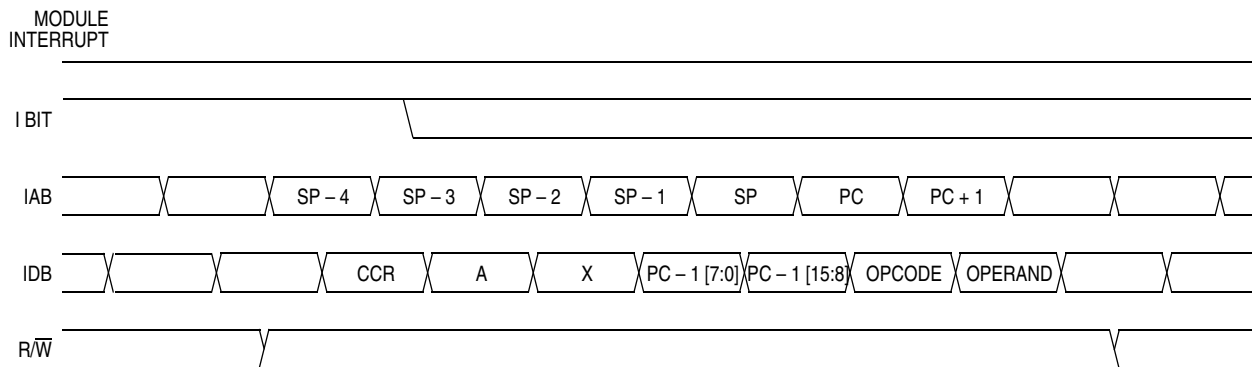 MODULE
INTERRUPT
I BIT
IAB SP – 4 SP – 3 SP – 2 SP – 1 SP PC PC + 1
IDB CCR A X PC – 1 [7:0] PC – 1 [15:8] OPCODE OPERAND
R/W̅